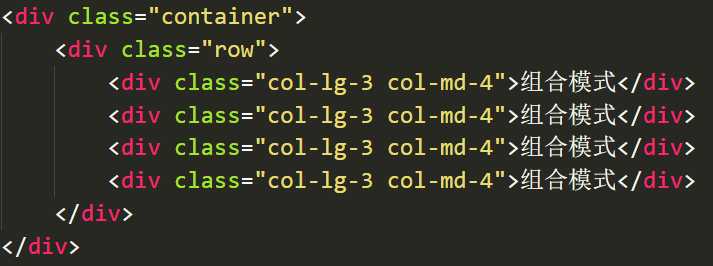 <div class="container">
    <div class="row">
        <div class="col-lg-3 col-md-4">组合模式</div>
        <div class="col-lg-3 col-md-4">组合模式</div>
        <div class="col-lg-3 col-md-4">组合模式</div>
        <div class="col-lg-3 col-md-4">组合模式</div>
    </div>
</div>